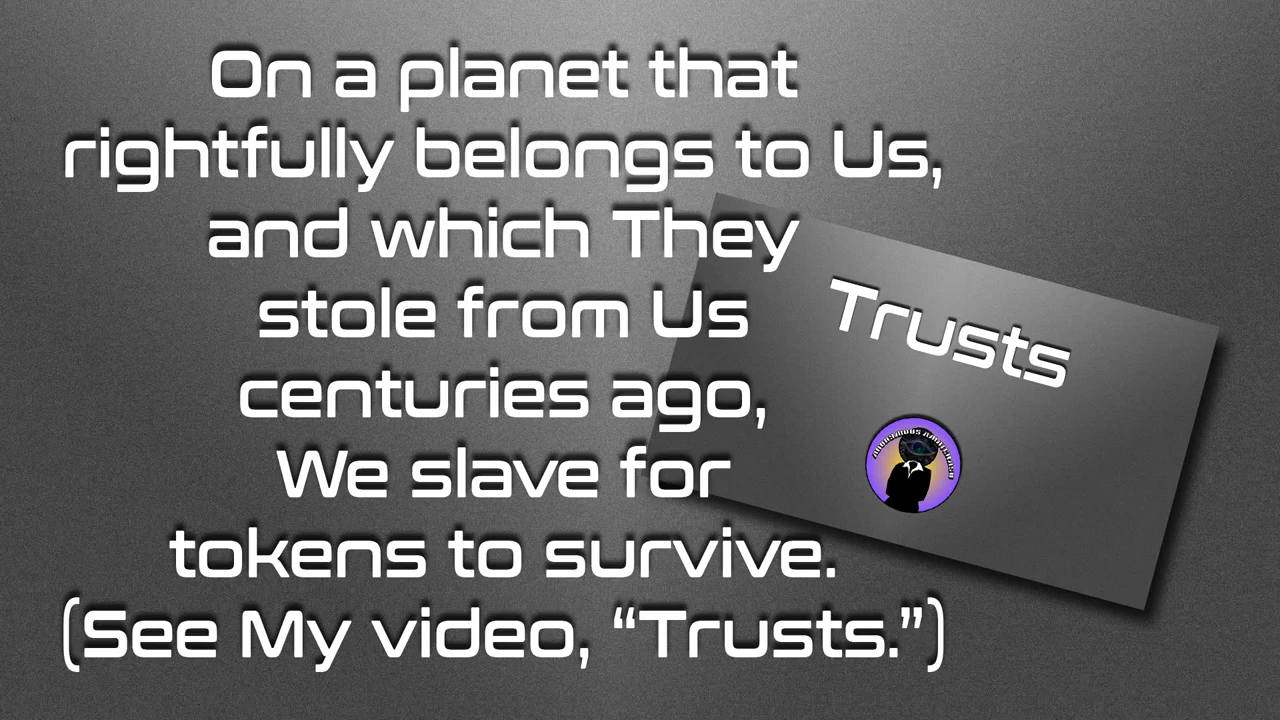 On a planet that
rightfully belongs to Us,
and which They
stole from Us
centuries ago,
We slave for
tokens to survive.
(See My video, “Trusts.”)
Trusts